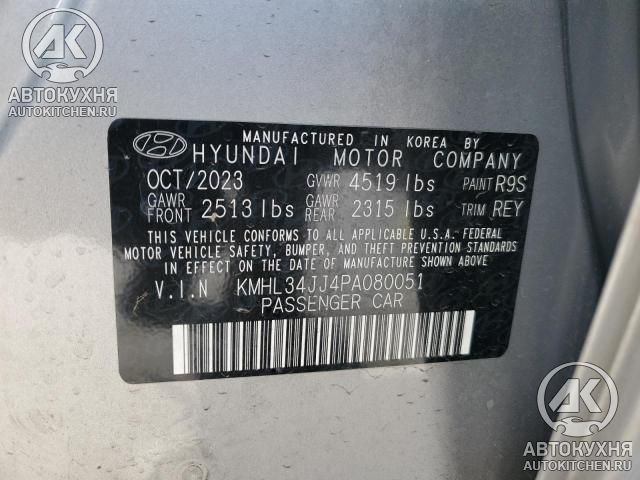 АВТОКУХНЯ
AUTOKITCHEN.RU
MANUFACTURED IN KOREA BY
HYUNDAI MOTOR COMPANY
OCT/2023 GVWR 4519 lbs PAINT R9S
GAWR FRONT 2513 lbs GAWR REAR 2315 lbs TRIM REY
THIS VEHICLE CONFORMS TO ALL APPLICABLE U.S.A. FEDERAL
MOTOR VEHICLE SAFETY, BUMPER, AND THEFT PREVENTION STANDARDS
IN EFFECT ON THE DATE OF MANUFACTURE SHOWN ABOVE
V.I.N KMHL34JJ4PA080051
PASSENGER CAR
АВТОКУХНЯ
AUTOKITCHEN.RU